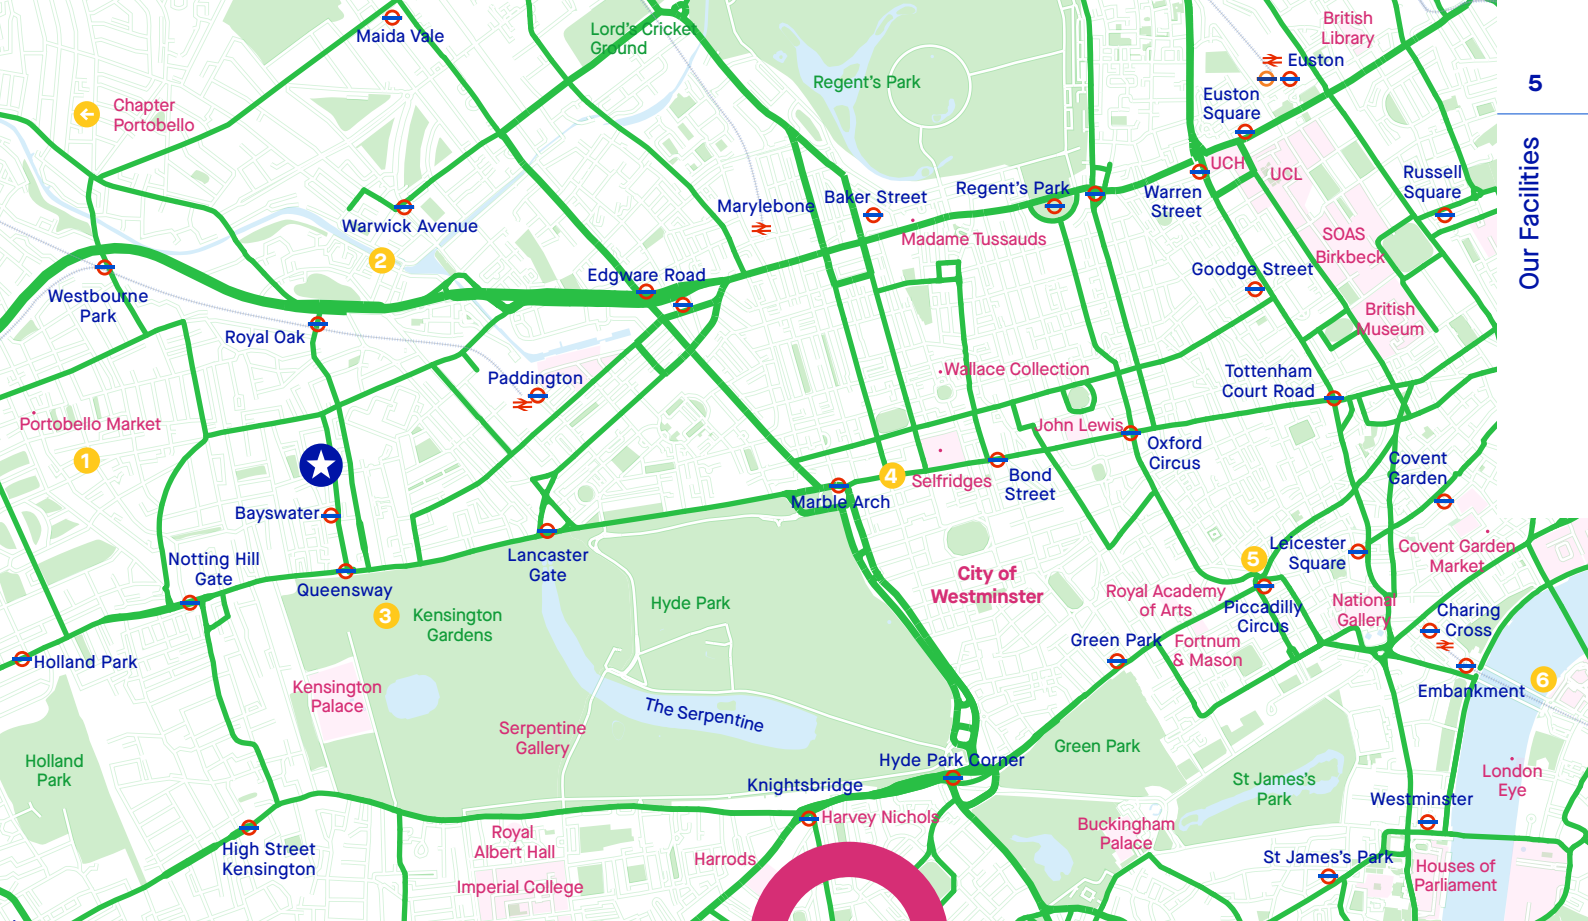 Maida Vale
Lord's Cricket
Ground
British
Library
Euston
5
Chapter
Portobello
Regent's Park
Euston
Square
Our Facilities
UCH
UCL
Russell
Square
Warren
Street
Regent's Park
Baker Street
Marylebone
Warwick Avenue
2
Madame Tussauds
SOAS
Birkbeck
Westbourne
Park
Edgware Road
Goodge Street
British
Museum
Royal Oak
Paddington
Wallace Collection
Tottenham
Court Road
Portobello Market
1
John Lewis
Oxford
Circus
Covent
Garden
4
Selfridges
Bond
Street
Marble Arch
Bayswater
Notting Hill
Gate
Lancaster
Gate
Queensway
3
Kensington
Gardens
Hyde Park
City of
Westminster
5
Leicester
Square
Covent Garden
Market
Royal Academy
of Arts
Piccadilly
Circus
National
Gallery
Charing
Cross
Holland Park
Green Park
Fortnum
& Mason
6
Embankment
Kensington
Palace
The Serpentine
Serpentine
Gallery
Holland
Park
Green Park
Hyde Park Corner
Knightsbridge
St James's
Park
London
Eye
Westminster
High Street
Kensington
Royal
Albert Hall
Harvey Nichols
Harrods
Buckingham
Palace
St James's Park
Houses of
Parliament
Imperial College